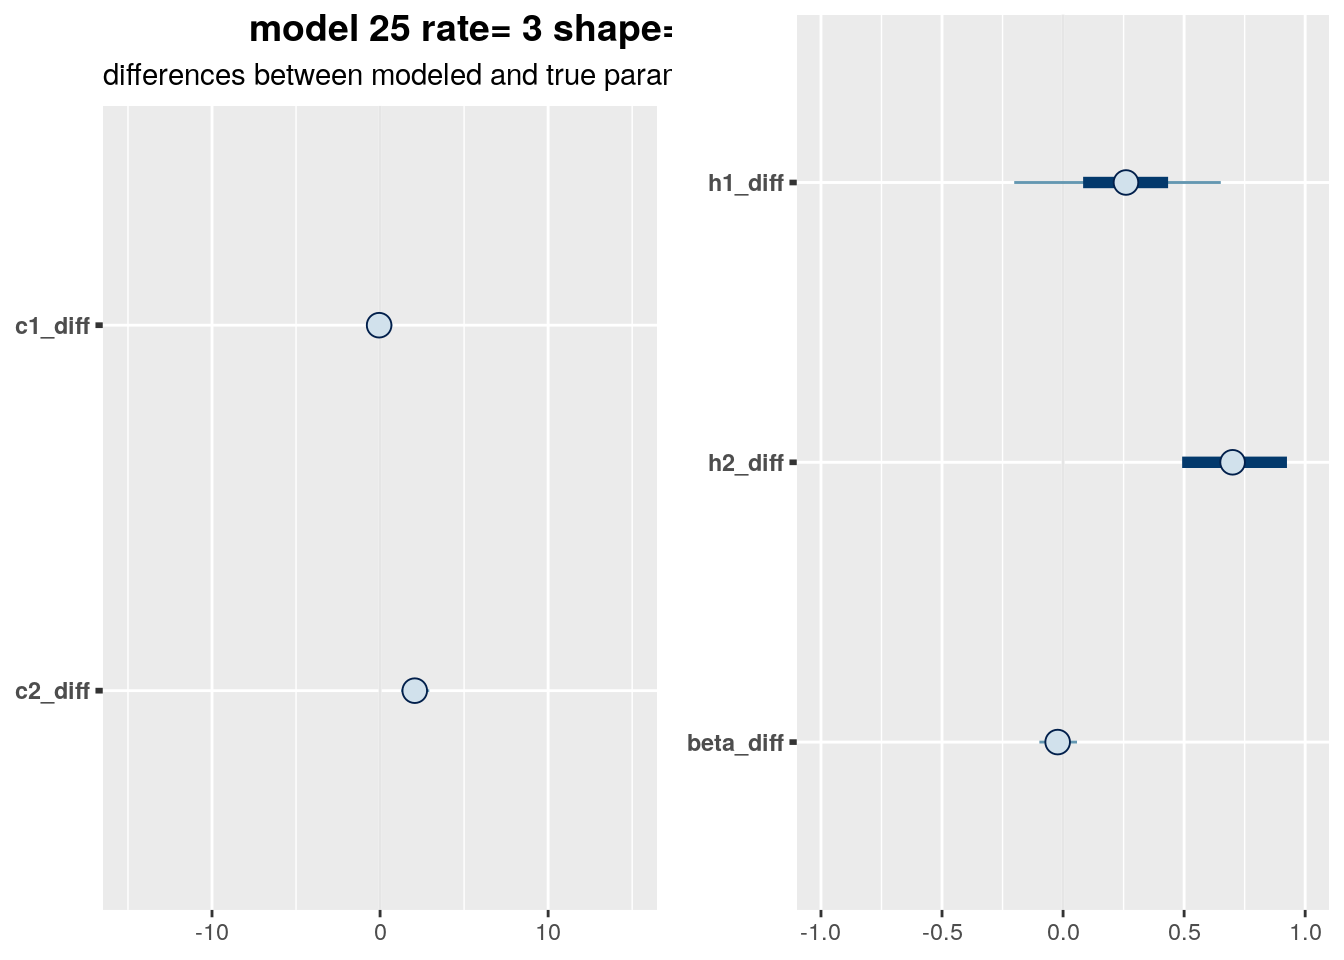 model 25 rate= 3 shape=
differences between modeled and true
c1_diff
c2_diff
-10 0 10
h1_diff
h2_diff
beta_diff
-1.0 -0.5 0.0 0.5 1.0